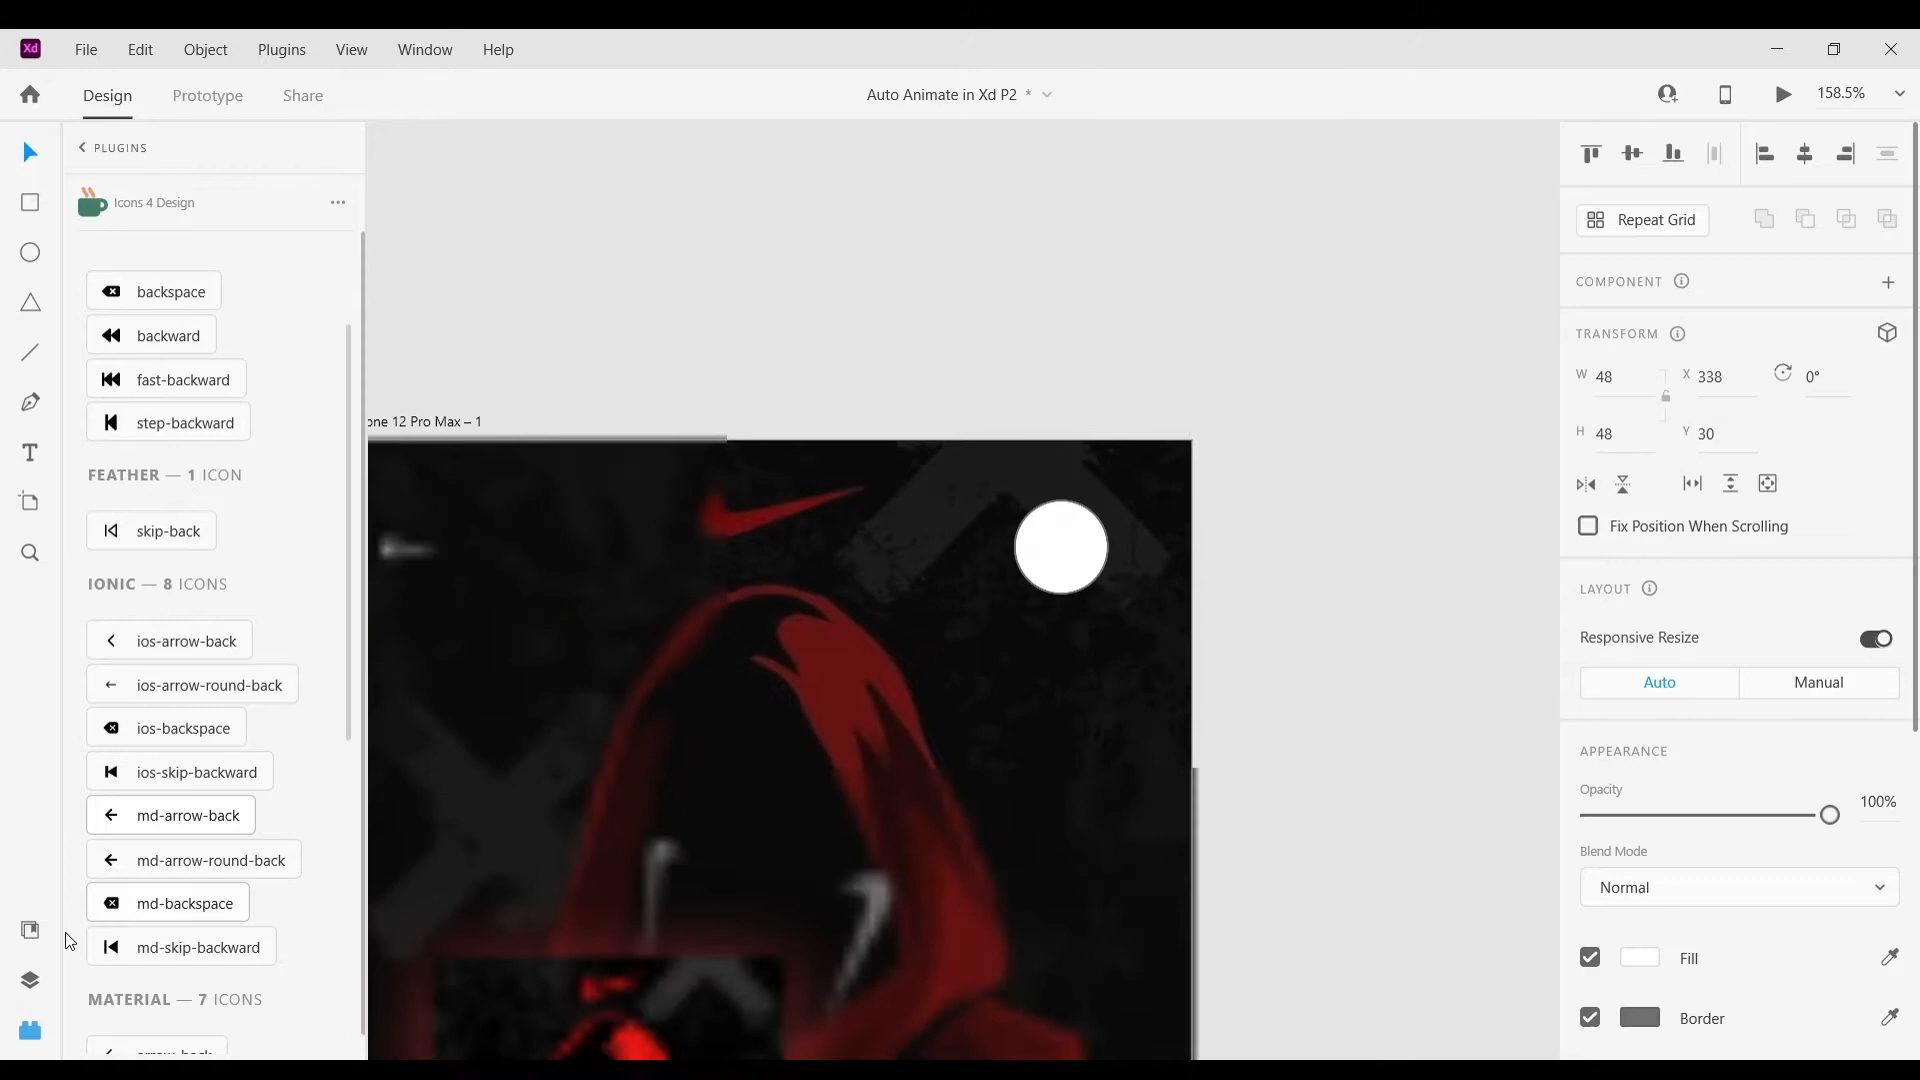 Xd File Edit Object Plugins View Window Help
Design Prototype Share Auto Animate in Xd P2 * 158.5%
PLUGINS
Icons 4 Design
backspace
backward
fast-backward
step-backward
FEATHER — 1 ICON
skip-back
IONIC — 8 ICONS
ios-arrow-back
ios-arrow-round-back
ios-backspace
ios-skip-backward
md-arrow-back
md-arrow-round-back
md-backspace
md-skip-backward
MATERIAL — 7 ICONS
one 12 Pro Max – 1
Repeat Grid
COMPONENT
TRANSFORM
W 48 X 338 0°
H 48 Y 30
Fix Position When Scrolling
LAYOUT
Responsive Resize
Auto Manual
APPEARANCE
Opacity
100%
Blend Mode
Normal
Fill
Border